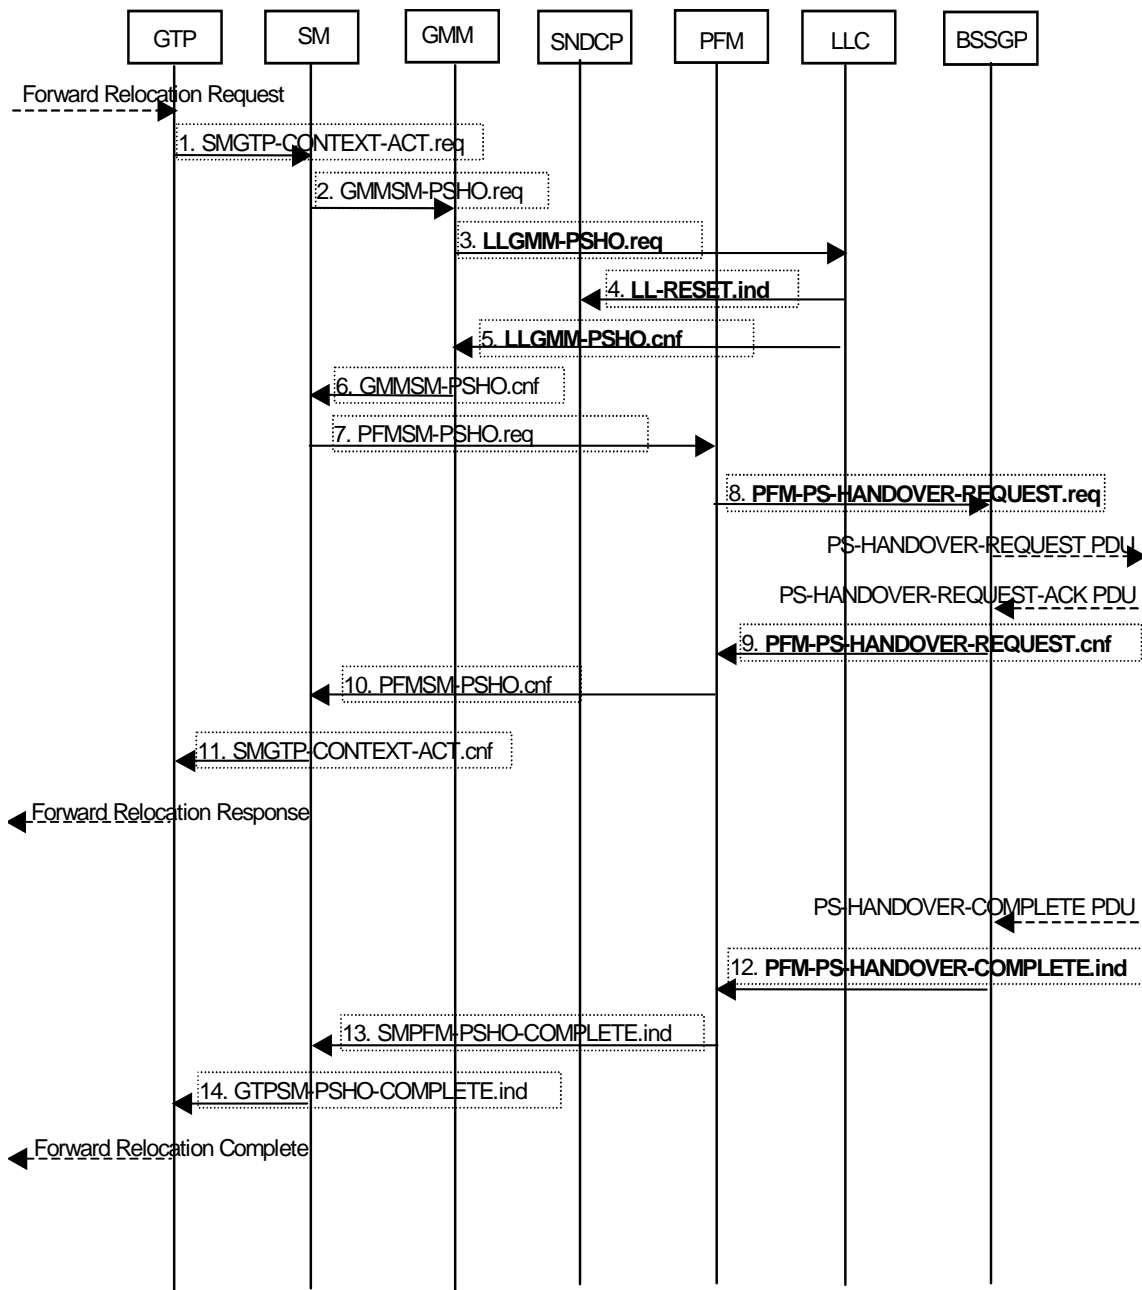 GTP
SM
GMM
SNDCP
PFM
LLC
BSSGP
Forward Relocation Request
1. SMGTP-CONTEXT-ACT.req
2. GMMSM-PSHO.req
3. LLGMM-PSHO.req
4. LL-RESET.ind
5. LLGMM-PSHO.cnf
6. GMMSM-PSHO.cnf
7. PFMSM-PSHO.req
8. PFM-PS-HANDOVER-REQUEST.req
PS-HANDOVER-REQUEST PDU
PS-HANDOVER-REQUEST-ACK PDU
9. PFM-PS-HANDOVER-REQUEST.cnf
10. PFMSM-PSHO.cnf
11. SMGTP-CONTEXT-ACT.cnf
Forward Relocation Response
PS-HANDOVER-COMPLETE PDU
12. PFM-PS-HANDOVER-COMPLETE.ind
13. SMPFM-PSHO-COMPLETE.ind
14. GTPSM-PSHO-COMPLETE.ind
Forward Relocation Complete